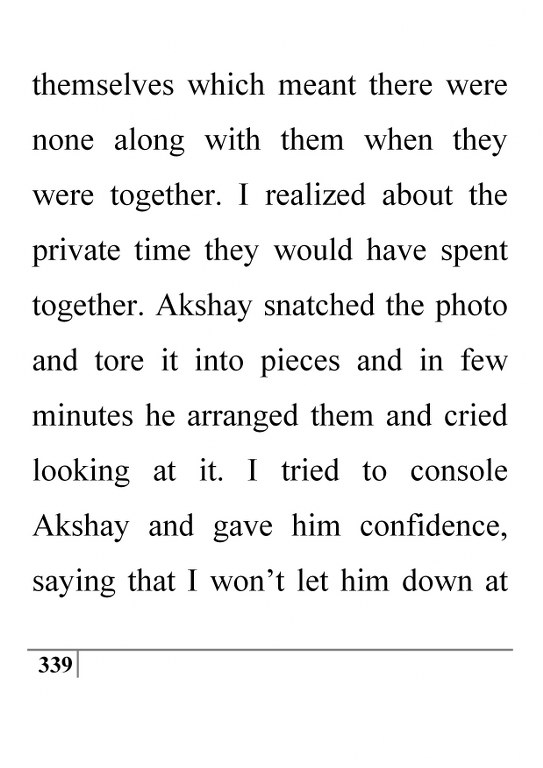 themselves which meant there were
none along with them when they
were together. I realized about the
private time they would have spent
together. Akshay snatched the photo
and tore it into pieces and in few
minutes he arranged them and cried
looking at it. I tried to console
Akshay and gave him confidence,
saying that I won’t let him down at
339